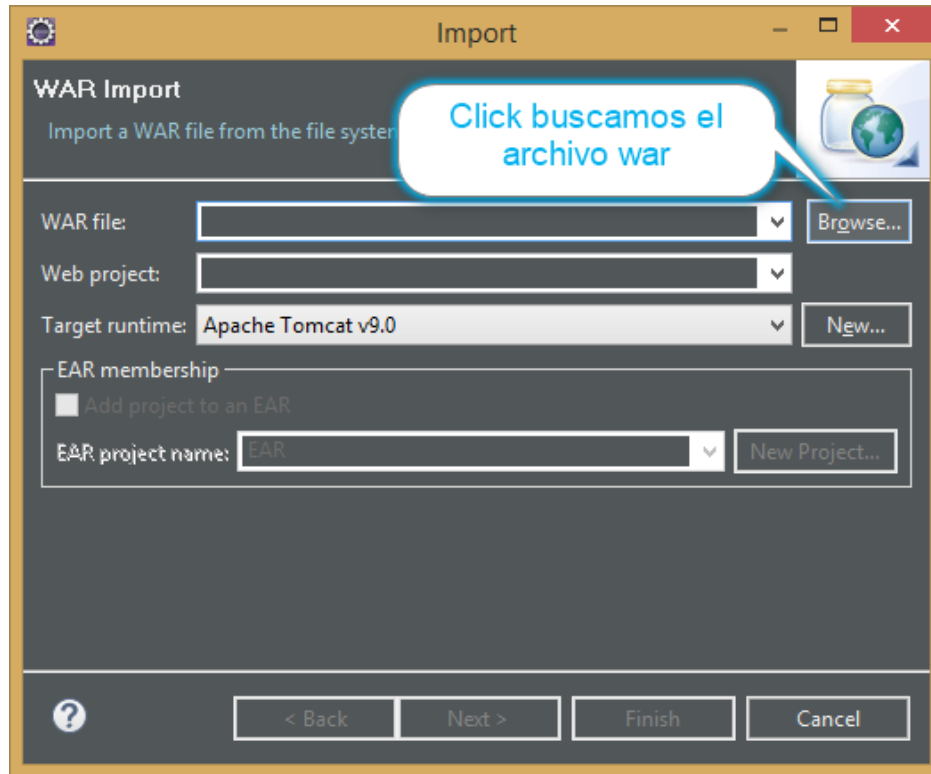 Import
WAR Import
Import a WAR file from the file system
Click buscamos el
archivo war
WAR file:
Browse...
Web project:
Target runtime: Apache Tomcat v9.0
New...
EAR membership
Add project to an EAR
EAR project name: EAR
New Project...
< Back
Next >
Finish
Cancel